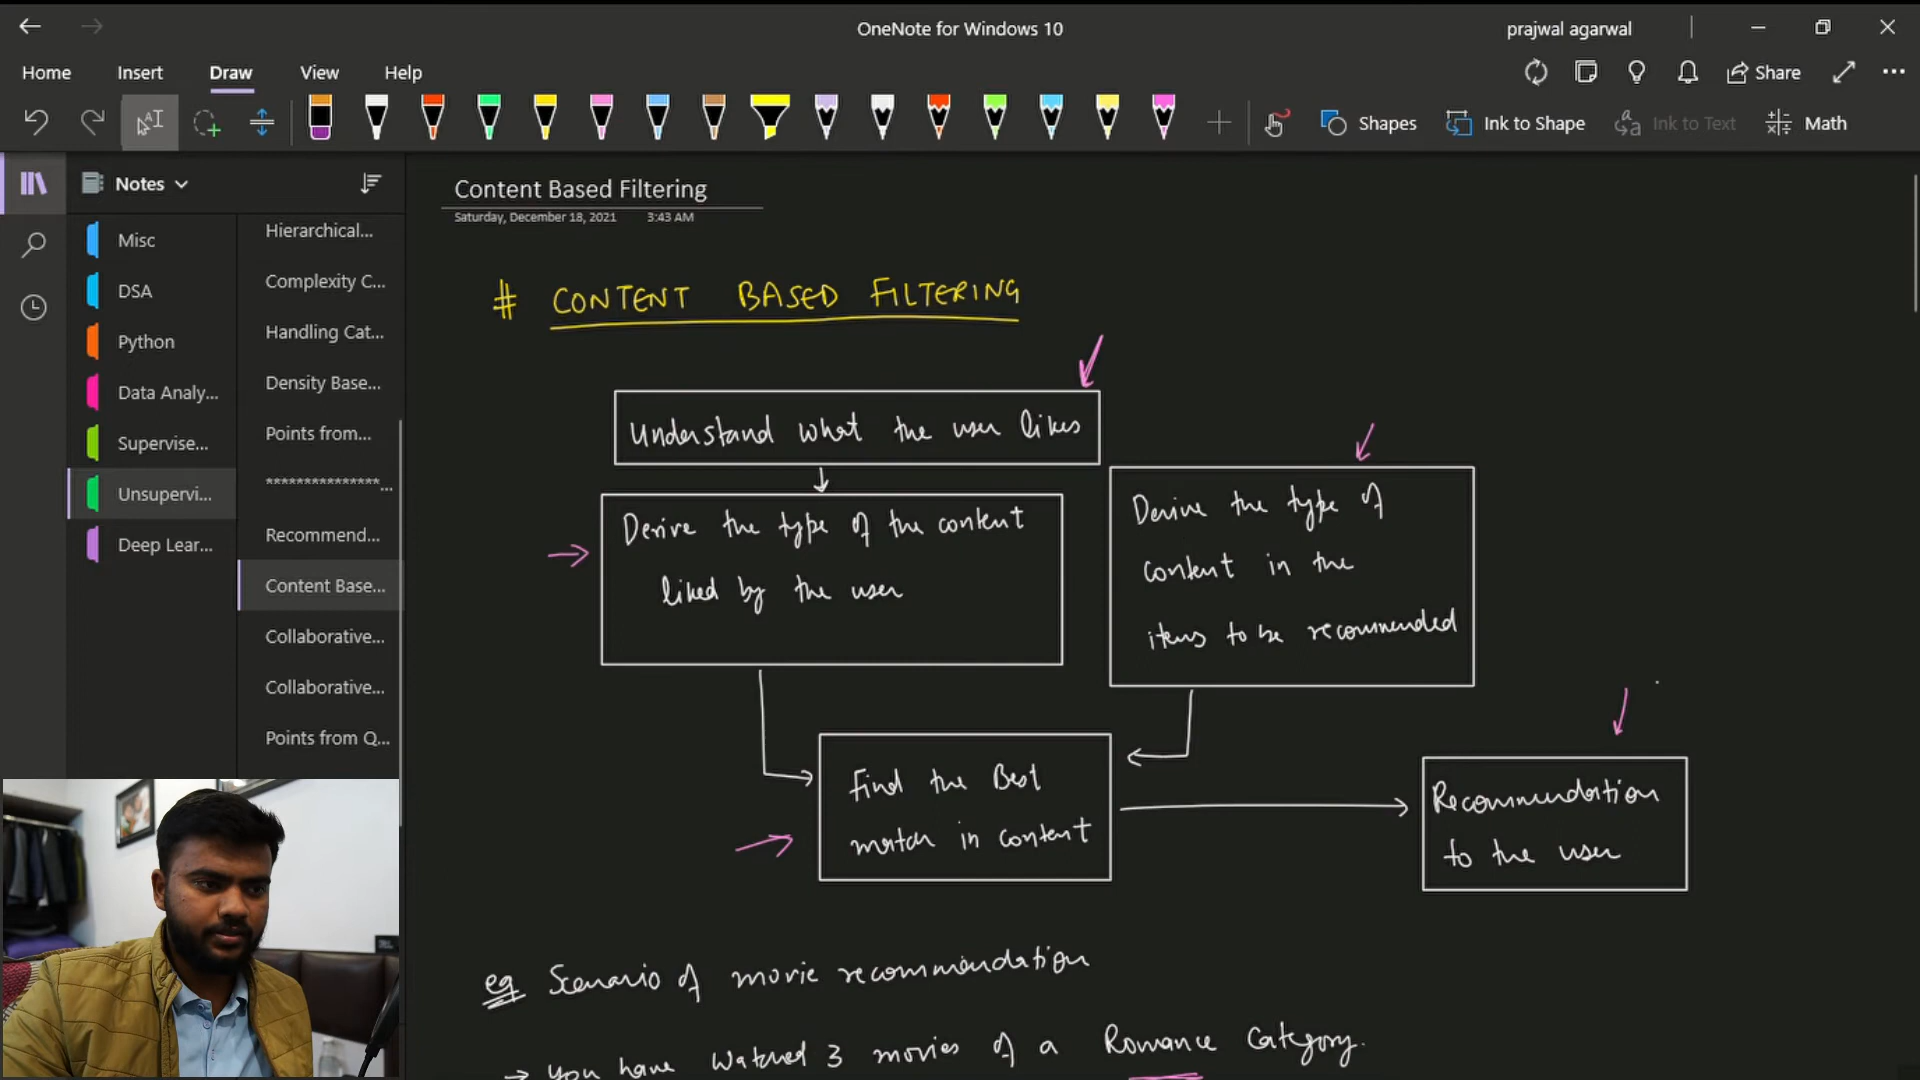 OneNote for Windows 10
prajwal agarwal
Home Insert Draw View Help
Share
Shapes Ink to Shape Ink to Text Math
Notes
Misc
DSA
Python
Data Analy...
Supervise...
Unsupervi...
Deep Lear...
Hierarchical...
Complexity C...
Handling Cat...
Density Base...
Points from...
***************...
Recommend...
Content Base...
Collaborative...
Collaborative...
Points from Q...
Content Based Filtering
Saturday, December 18, 2021 3:43 AM
# CONTENT BASED FILTERING
Understand what the user likes
Derive the type of the content
liked by the user
Derive the type of
content in the
items to be recommended
Find the Best
match in content
Recommendation
to the user
eg Scenario of movie recommendation
→ You have watched 3 movies of a Romance Category.